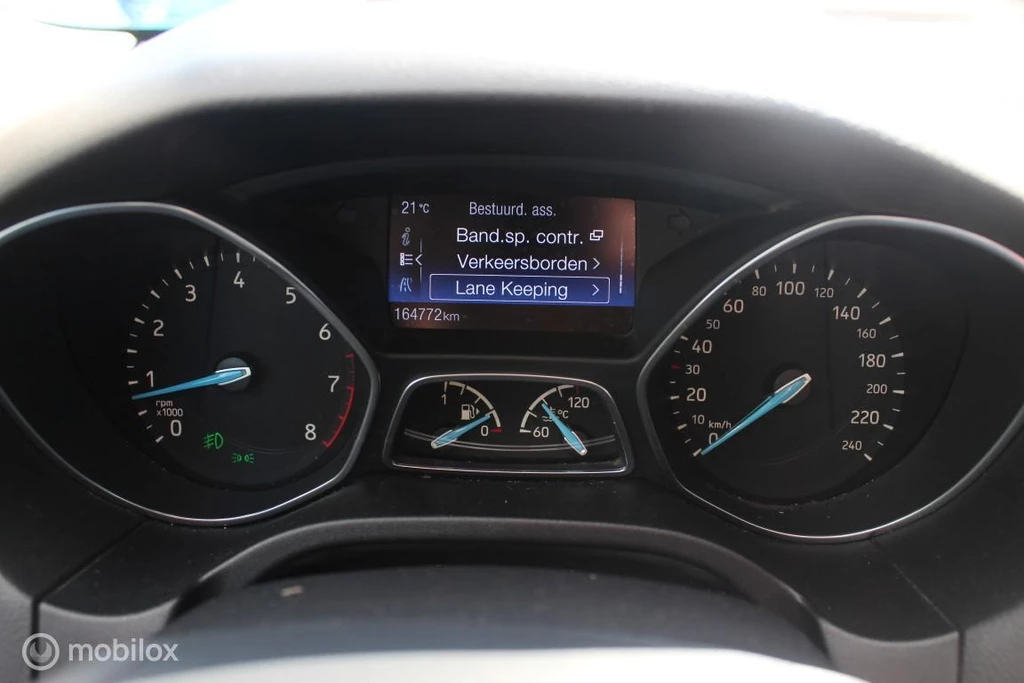 21 °C Bestuurd. ass.
Band.sp. contr.
Verkeersborden >
Lane Keeping >
164772km
0 1 2 3 4 5 6 7 8
rpm
x1000
1 0
60 120
°C
0 10 20 30 40 50 60 80 100 120 140 160 180 200 220 240
km/h
mobilox